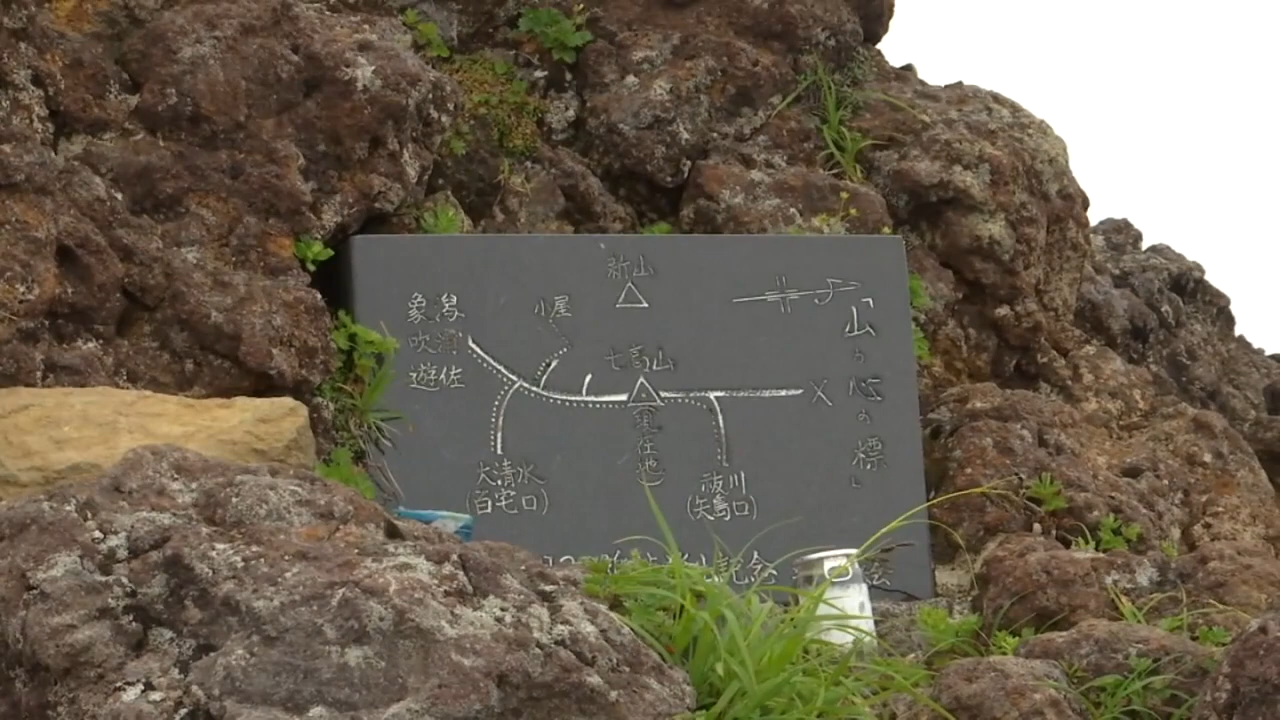 新山
象潟
吹浦
遊佐
小屋
七高山
(現在地)
大清水
(百宅口)
祓川
(矢島口)
「山の心の標」
記念